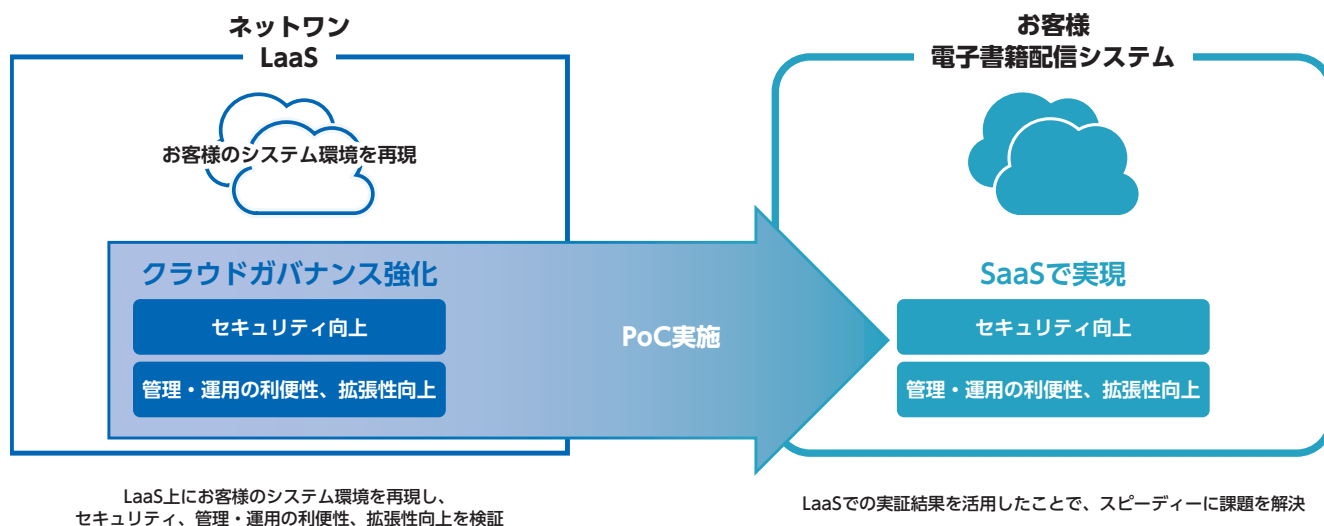 ネットワン
LaaS
お客様のシステム環境を再現
クラウドガバナンス強化
セキュリティ向上
管理・運用の利便性、拡張性向上
PoC実施
お客様
電子書籍配信システム
SaaSで実現
セキュリティ向上
管理・運用の利便性、拡張性向上
LaaS上にお客様のシステム環境を再現し、
セキュリティ、管理・運用の利便性、拡張性向上を検証
LaaSでの実証結果を活用したことで、スピーディーに課題を解決